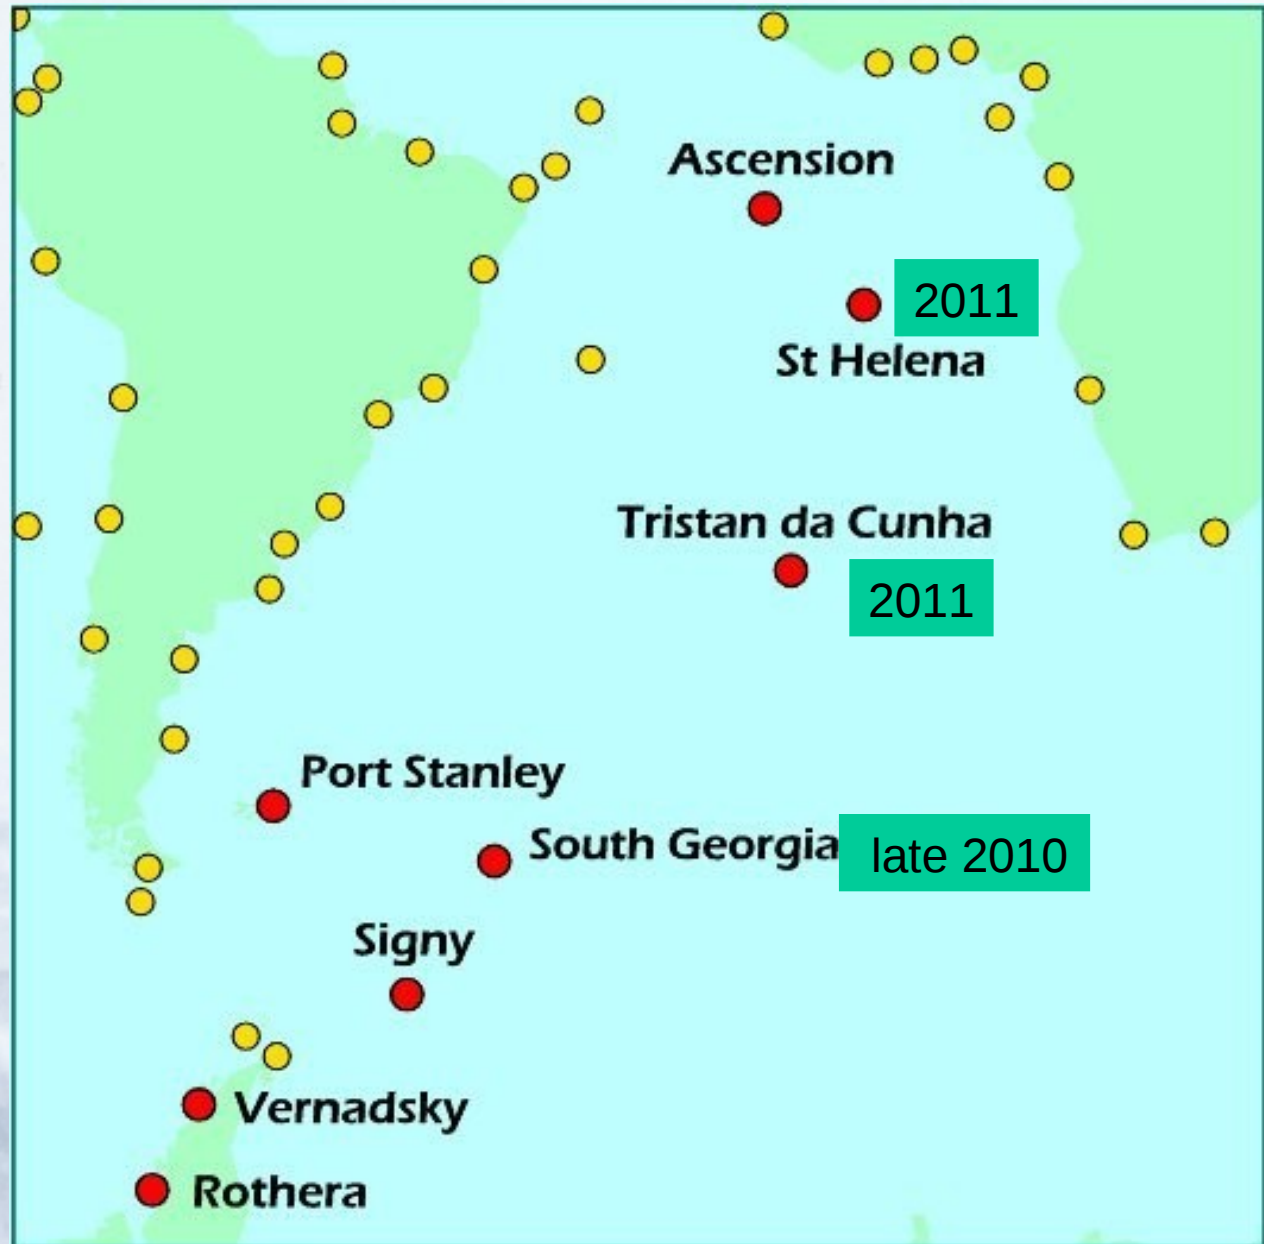 Ascension
2011
St Helena
Tristan da Cunha
2011
Port Stanley
South Georgia
late 2010
Signy
Vernadsky
Rothera